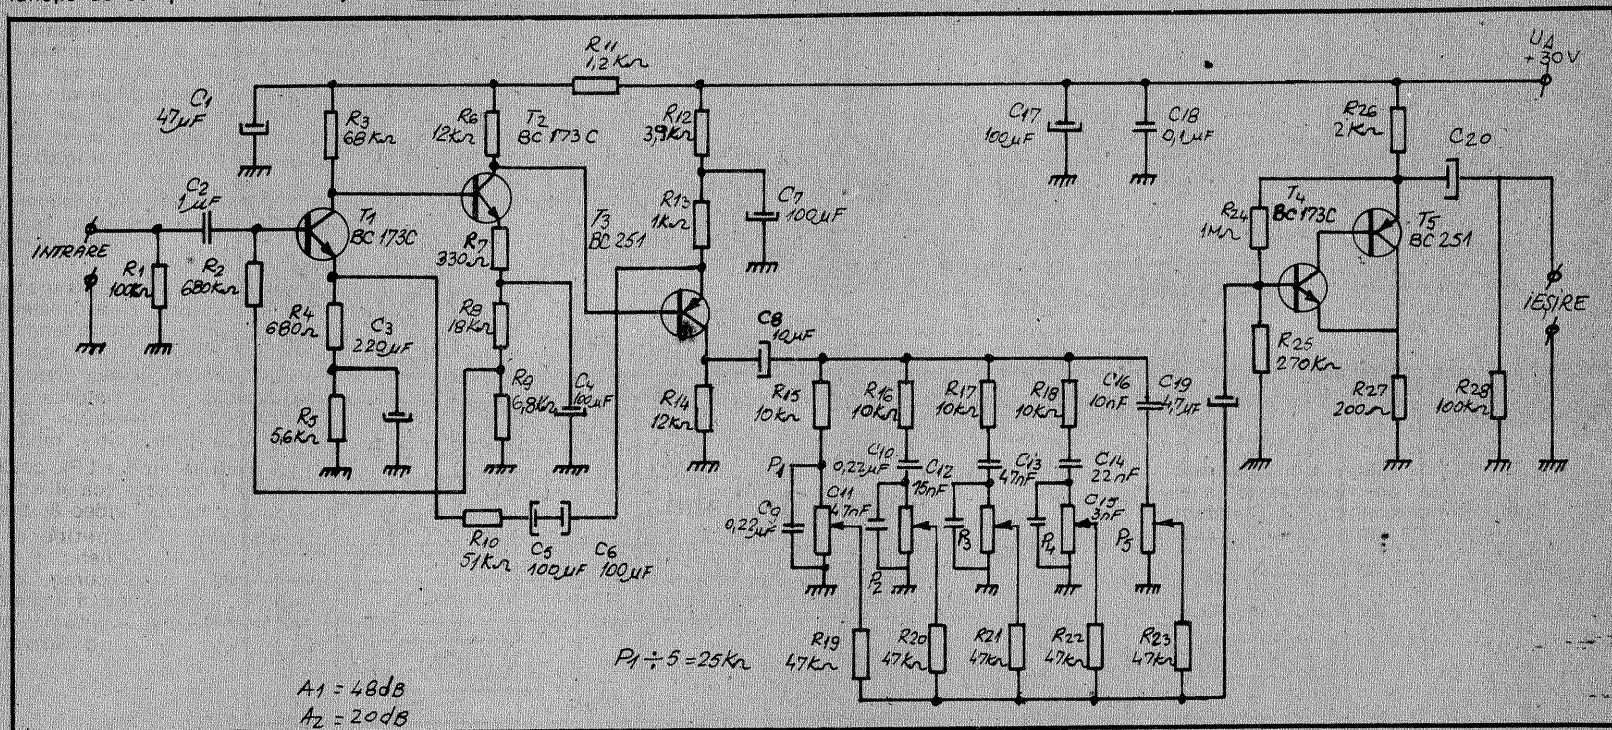 R11
1,2KΩ
UA
+30V
C1
47µF
R3
68KΩ
R6
12KΩ
T2
BC 173 C
R12
3,9KΩ
C17
100µF
C18
0,1µF
R26
2KΩ
C20
C2
1µF
T1
BC 173C
R7
330Ω
T3
BC 251
R13
1KΩ
C7
100µF
R24
1MΩ
T4
BC 173C
T5
BC 251
INTRARE
R1
100KΩ
R2
680KΩ
R4
680Ω
C3
220µF
R8
18KΩ
C8
10µF
IEȘIRE
R25
270KΩ
R5
5,6KΩ
R9
6,8KΩ
C4
100µF
R14
12KΩ
R15
10KΩ
R16
10KΩ
R17
10KΩ
R18
10KΩ
C16
10nF
C19
4,7µF
R27
200Ω
R28
100KΩ
P1
C10
0,22µF
C12
15nF
C13
47nF
C14
22nF
C9
0,22µF
C11
47nF
C15
3nF
P2
P3
P4
P5
R10
51KΩ
C5
100µF
C6
100µF
R19
47KΩ
R20
47KΩ
R21
47KΩ
R22
47KΩ
R23
47KΩ
P1 ÷ 5 = 25KΩ
A1 = 48dB
A2 = 20dB